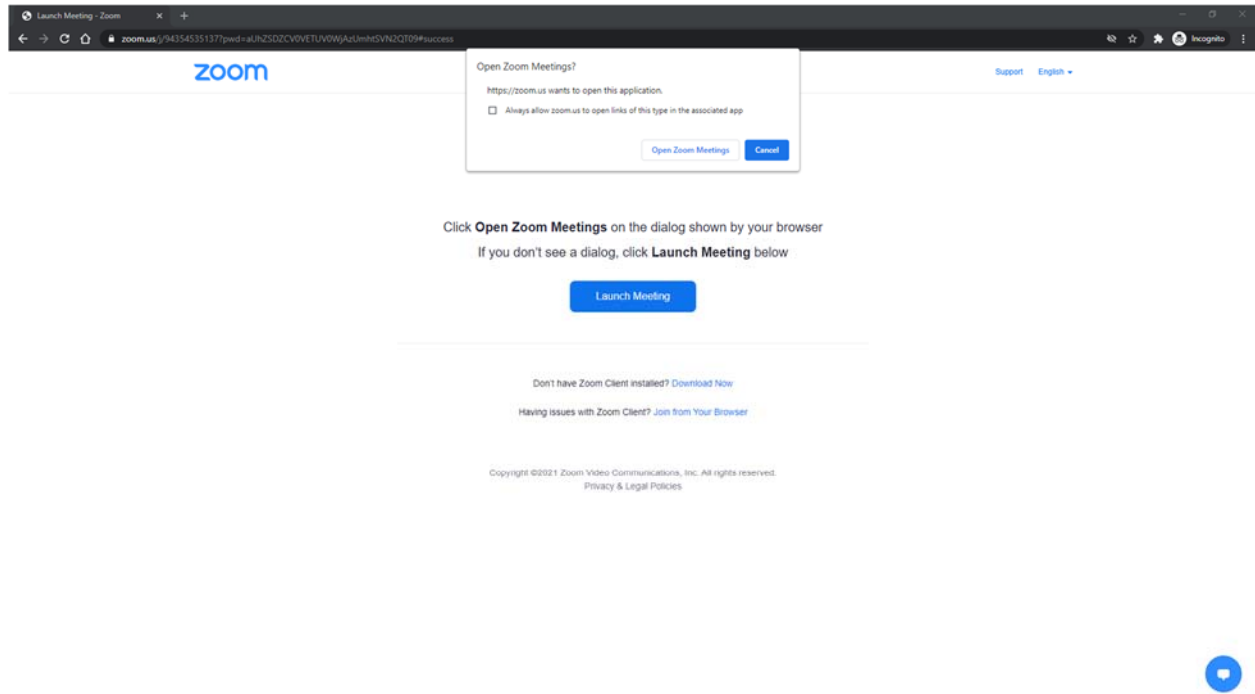 Launch Meeting - Zoom
zoom.us/j/94354535137?pwd=aUhZSDZCV0VETUV0WjAzUmhtSVN2QT09#success
Incognito
zoom
Support English
Open Zoom Meetings?
https://zoom.us wants to open this application.
Always allow zoom.us to open links of this type in the associated app
Open Zoom Meetings Cancel
Click Open Zoom Meetings on the dialog shown by your browser
If you don't see a dialog, click Launch Meeting below
Launch Meeting
Don't have Zoom Client installed? Download Now
Having issues with Zoom Client? Join from Your Browser
Copyright ©2021 Zoom Video Communications, Inc. All rights reserved.
Privacy & Legal Policies